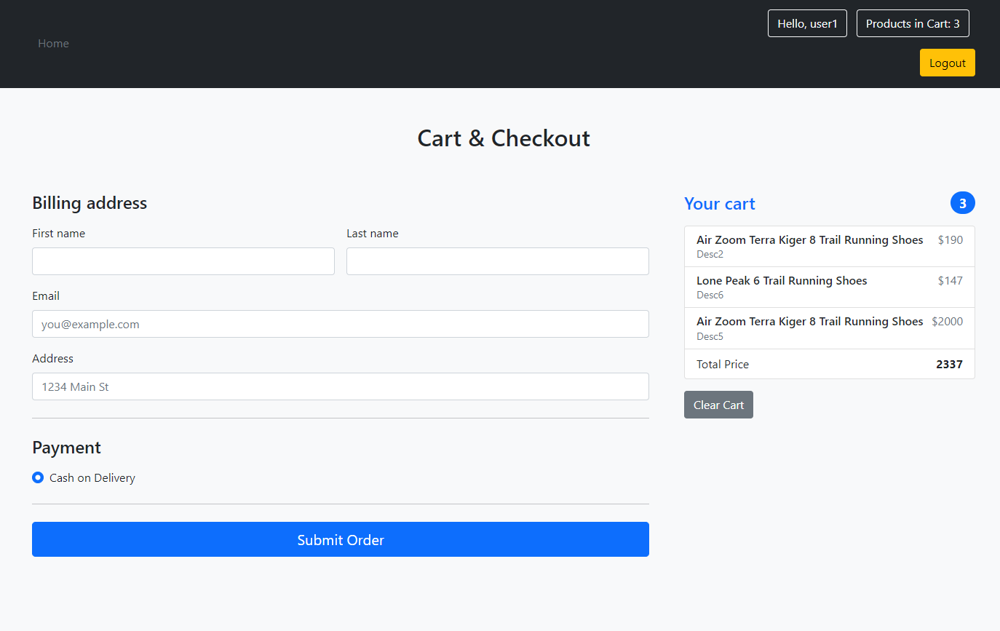 Home
Hello, user1
Products in Cart: 3
Logout
Cart & Checkout
Billing address
First name
Last name
Email
you@example.com
Address
1234 Main St
Payment
Cash on Delivery
Submit Order
Your cart
3
Air Zoom Terra Kiger 8 Trail Running Shoes $190
Desc2
Lone Peak 6 Trail Running Shoes $147
Desc6
Air Zoom Terra Kiger 8 Trail Running Shoes $2000
Desc5
Total Price 2337
Clear Cart